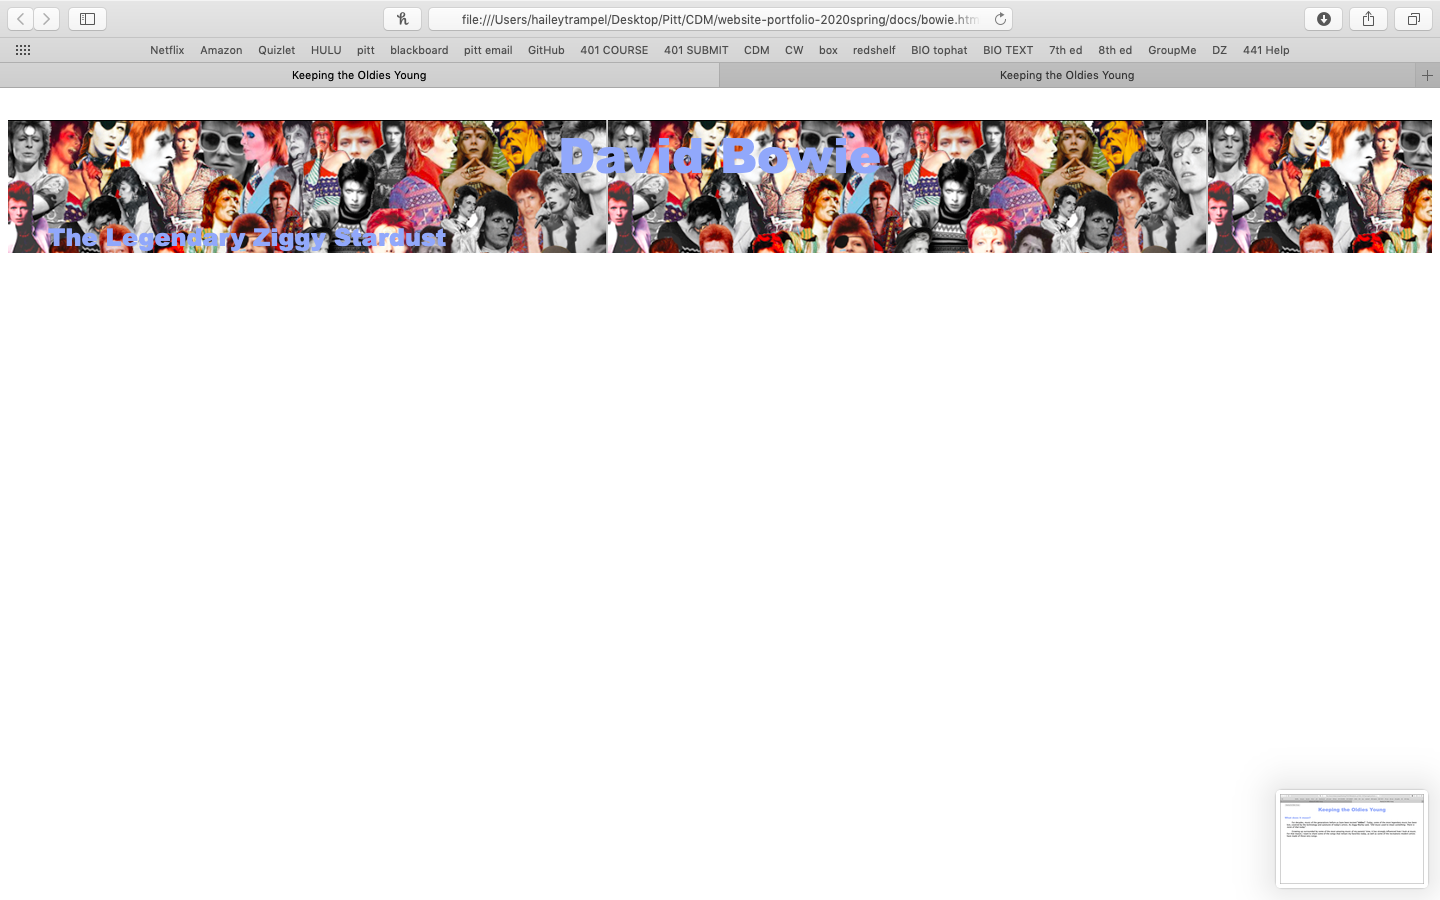 file:///Users/haileytrampel/Desktop/Pitt/CDM/website-portfolio-2020spring/docs/bowie.htm
Netflix Amazon Quizlet HULU pitt blackboard pitt email GitHub 401 COURSE 401 SUBMIT CDM CW box redshelf BIO tophat BIO TEXT 7th ed 8th ed GroupMe DZ 441 Help
Keeping the Oldies Young Keeping the Oldies Young
David Bowie
The Legendary Ziggy Stardust
Keeping the Oldies Young